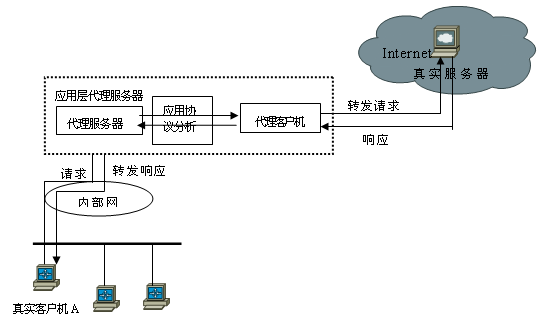 Internet
真实服务器
应用层代理服务器
代理服务器
应用协
议分析
代理客户机
转发请求
响应
请求
转发响应
内部网
真实客户机A